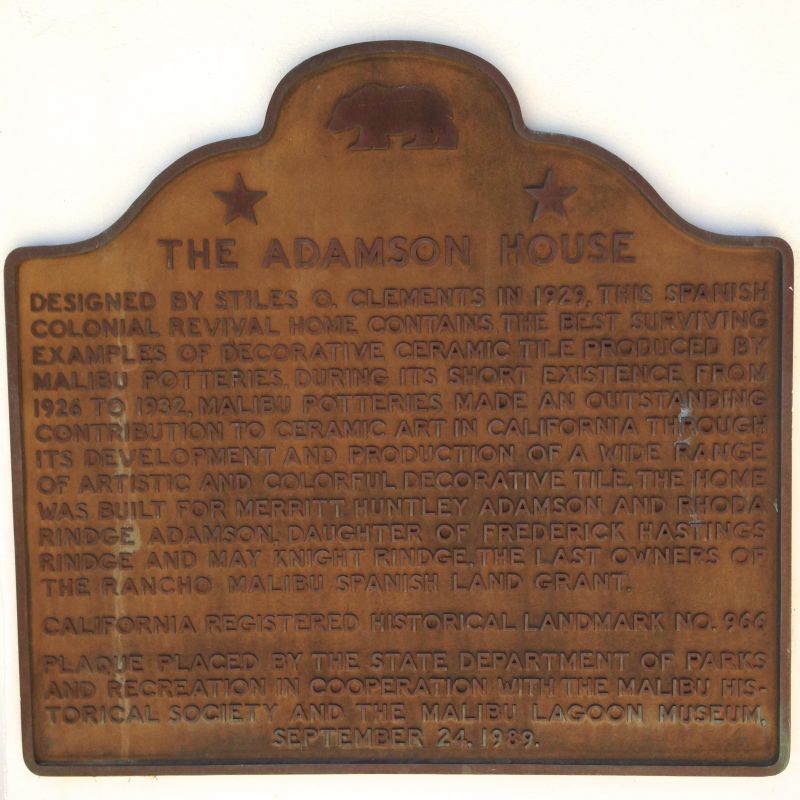 THE ADAMSON HOUSE
DESIGNED BY STILES O. CLEMENTS IN 1929, THIS SPANISH
COLONIAL REVIVAL HOME CONTAINS THE BEST SURVIVING
EXAMPLES OF DECORATIVE CERAMIC TILE PRODUCED BY
MALIBU POTTERIES. DURING ITS SHORT EXISTENCE FROM
1926 TO 1932, MALIBU POTTERIES MADE AN OUTSTANDING
CONTRIBUTION TO CERAMIC ART IN CALIFORNIA THROUGH
ITS DEVELOPMENT AND PRODUCTION OF A WIDE RANGE
OF ARTISTIC AND COLORFUL DECORATIVE TILE. THE HOME
WAS BUILT FOR MERRITT HUNTLEY ADAMSON AND RHODA
RINDGE ADAMSON, DAUGHTER OF FREDERICK HASTINGS
RINDGE AND MAY KNIGHT RINDGE, THE LAST OWNERS OF
THE RANCHO MALIBU SPANISH LAND GRANT.
CALIFORNIA REGISTERED HISTORICAL LANDMARK NO. 966
PLAQUE PLACED BY THE STATE DEPARTMENT OF PARKS
AND RECREATION IN COOPERATION WITH THE MALIBU HIS-
TORICAL SOCIETY AND THE MALIBU LAGOON MUSEUM,
SEPTEMBER 24, 1989.